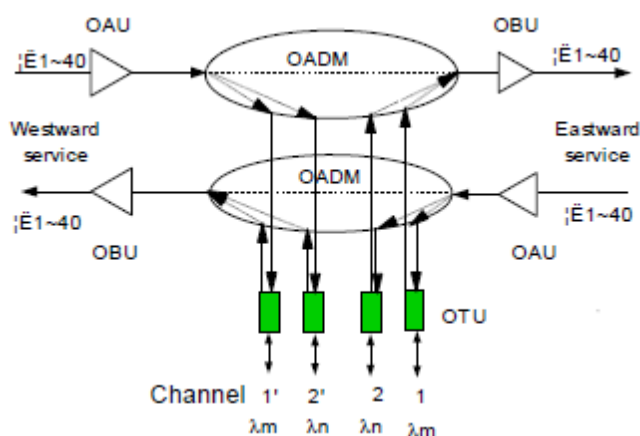 OAU
OBU
OADM
¦Ë1~40
¦Ë1~40
Westward
service
Eastward
service
OADM
¦Ë1~40
¦Ë1~40
OBU
OAU
OTU
Channel 1' 2' 2 1
λm λn λn λm